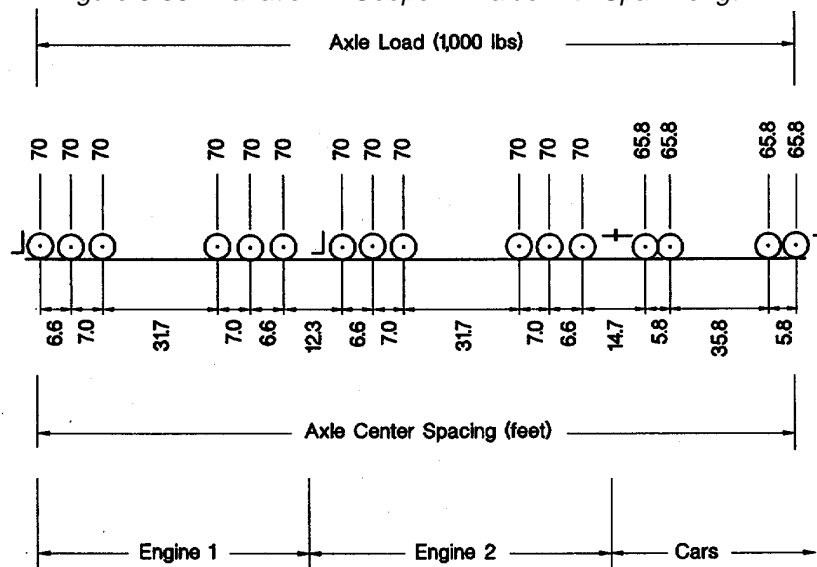 Axle Load (1,000 lbs)
70 70 70 70 70 70 70 70 70 70 70 70 65.8 65.8 65.8 65.8
6.6 7.0 31.7 7.0 6.6 12.3 6.6 7.0 31.7 7.0 6.6 14.7 5.8 35.8 5.8
Axle Center Spacing (feet)
Engine 1 Engine 2 Cars